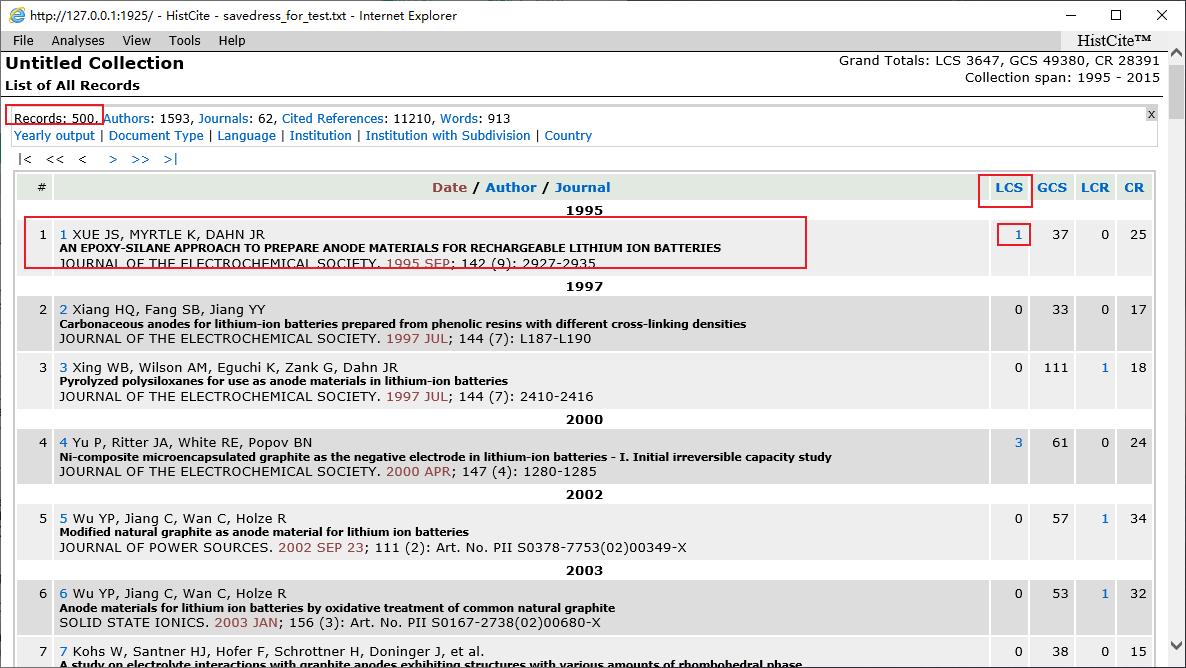 http://127.0.0.1:1925/ - HistCite - savedress_for_test.txt - Internet Explorer
File Analyses View Tools Help HistCite™
Untitled Collection
Grand Totals: LCS 3647, GCS 49380, CR 28391
List of All Records
Collection span: 1995 - 2015
Records: 500, Authors: 1593, Journals: 62, Cited References: 11210, Words: 913 x
Yearly output | Document Type | Language | Institution | Institution with Subdivision | Country
|< << < > >> >|
# Date / Author / Journal LCS GCS LCR CR
1995
1 1 XUE JS, MYRTLE K, DAHN JR 1 37 0 25
AN EPOXY-SILANE APPROACH TO PREPARE ANODE MATERIALS FOR RECHARGEABLE LITHIUM ION BATTERIES
JOURNAL OF THE ELECTROCHEMICAL SOCIETY. 1995 SEP; 142 (9): 2927-2935
1997
2 2 Xiang HQ, Fang SB, Jiang YY 0 33 0 17
Carbonaceous anodes for lithium-ion batteries prepared from phenolic resins with different cross-linking densities
JOURNAL OF THE ELECTROCHEMICAL SOCIETY. 1997 JUL; 144 (7): L187-L190
3 3 Xing WB, Wilson AM, Eguchi K, Zank G, Dahn JR 0 111 1 18
Pyrolyzed polysiloxanes for use as anode materials in lithium-ion batteries
JOURNAL OF THE ELECTROCHEMICAL SOCIETY. 1997 JUL; 144 (7): 2410-2416
2000
4 4 Yu P, Ritter JA, White RE, Popov BN 3 61 0 24
Ni-composite microencapsulated graphite as the negative electrode in lithium-ion batteries - I. Initial irreversible capacity study
JOURNAL OF THE ELECTROCHEMICAL SOCIETY. 2000 APR; 147 (4): 1280-1285
2002
5 5 Wu YP, Jiang C, Wan C, Holze R 0 57 1 34
Modified natural graphite as anode material for lithium ion batteries
JOURNAL OF POWER SOURCES. 2002 SEP 23; 111 (2): Art. No. PII S0378-7753(02)00349-X
2003
6 6 Wu YP, Jiang C, Wan C, Holze R 0 53 1 32
Anode materials for lithium ion batteries by oxidative treatment of common natural graphite
SOLID STATE IONICS. 2003 JAN; 156 (3): Art. No. PII S0167-2738(02)00680-X
7 7 Kohs W, Santner HJ, Hofer F, Schrottner H, Doninger J, et al. 0 38 0 15
A study on electrolyte interactions with graphite anodes exhibiting structures with various amounts of rhombohedral phase